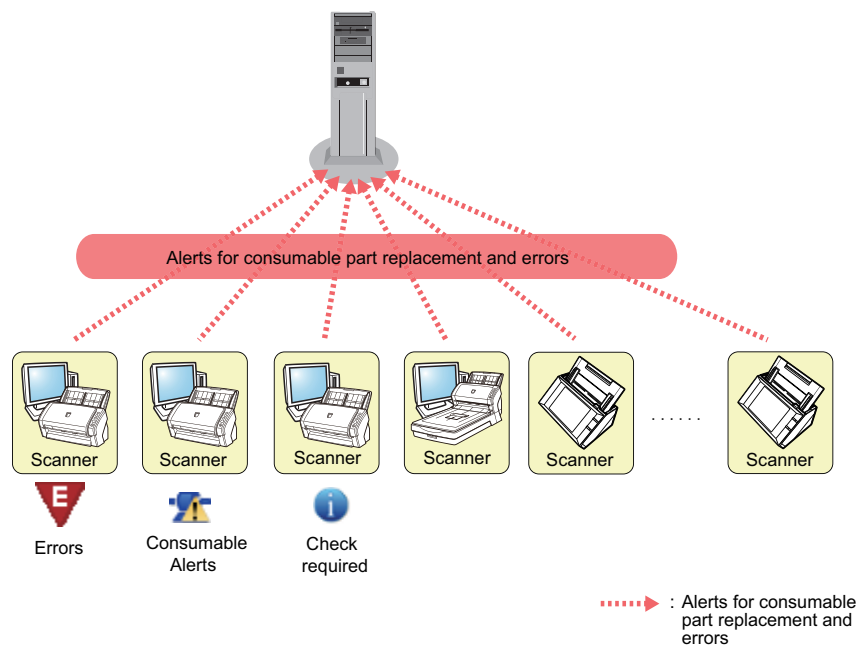 Alerts for consumable part replacement and errors
Scanner
Scanner
Scanner
Scanner
Scanner
......
Scanner
E
Errors
Consumable
Alerts
i
Check
required
: Alerts for consumable
part replacement and
errors